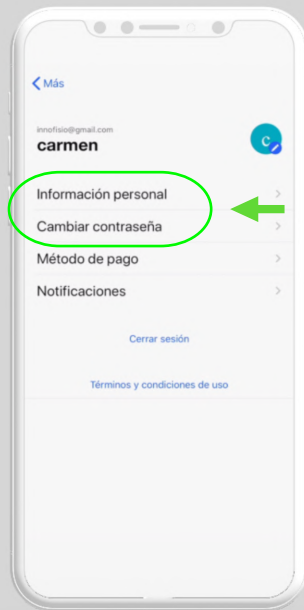 Más
innofisio@gmail.com
carmen
c
Información personal
Cambiar contraseña
Método de pago
Notificaciones
Cerrar sesión
Términos y condiciones de uso